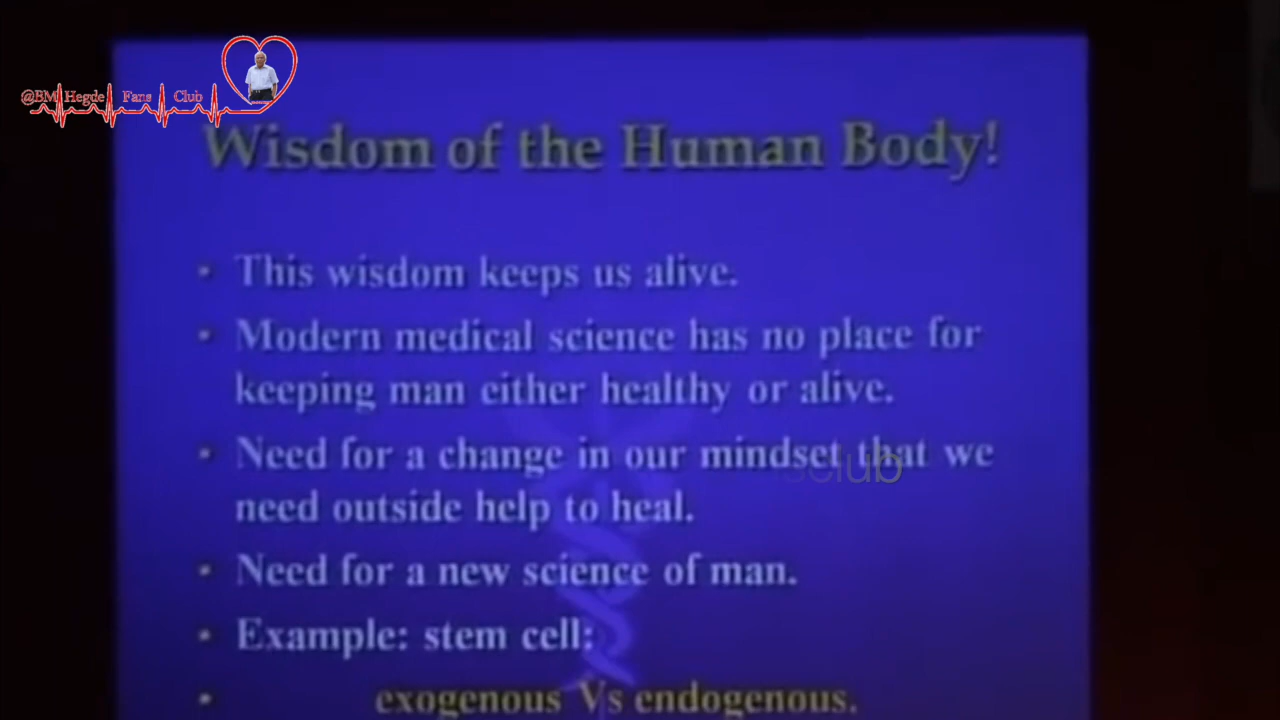 @BM Hegde Fans Club
Wisdom of the Human Body!
• This wisdom keeps us alive.
• Modern medical science has no place for
keeping man either healthy or alive.
• Need for a change in our mindset that we
need outside help to heal.
• Need for a new science of man.
• Example: stem cell:
• exogenous Vs endogenous.